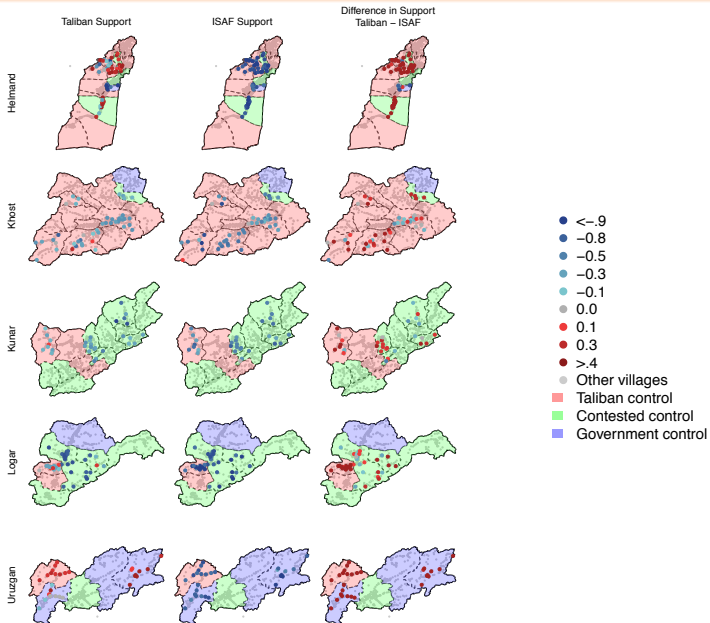 Taliban Support
ISAF Support
Difference in Support
Taliban − ISAF
Helmand
Khost
Kunar
Logar
Uruzgan
<−.9
−0.8
−0.5
−0.3
−0.1
0.0
0.1
0.3
>.4
Other villages
Taliban control
Contested control
Government control